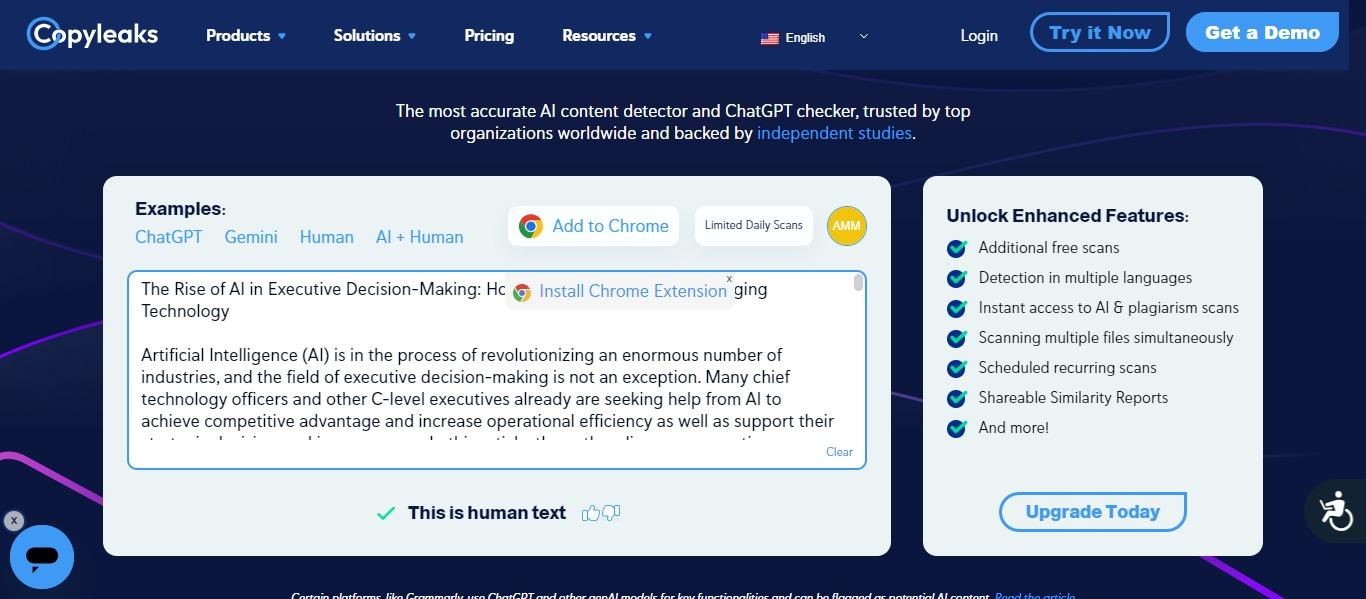 Copyleaks
Products
Solutions
Pricing
Resources
English
Login
Try it Now
Get a Demo
The most accurate AI content detector and ChatGPT checker, trusted by top
organizations worldwide and backed by independent studies.
Examples:
ChatGPT Gemini Human AI + Human
Add to Chrome
Limited Daily Scans
AMM
The Rise of AI in Executive Decision-Making: Ho
Install Chrome Extension
x
ging
Technology
Artificial Intelligence (AI) is in the process of revolutionizing an enormous number of
industries, and the field of executive decision-making is not an exception. Many chief
technology officers and other C-level executives already are seeking help from AI to
achieve competitive advantage and increase operational efficiency as well as support their
Clear
This is human text
Unlock Enhanced Features:
Additional free scans
Detection in multiple languages
Instant access to AI & plagiarism scans
Scanning multiple files simultaneously
Scheduled recurring scans
Shareable Similarity Reports
And more!
Upgrade Today
x
Certain platforms, like Grammarly, use ChatGPT and other genAI models for key functionalities and can be flagged as potential AI content. Read the article